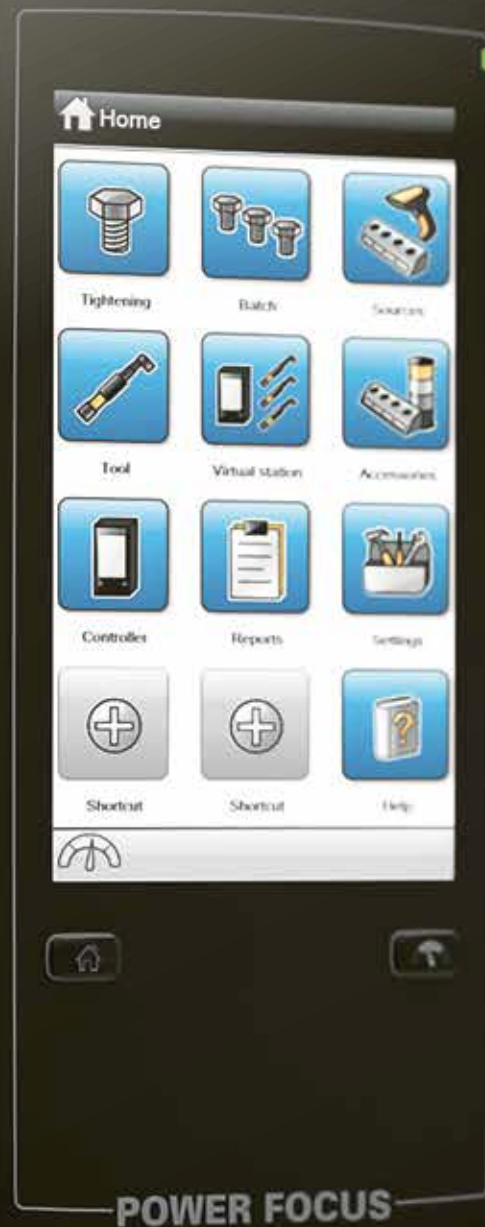 Home
Tightening Batch Sources
Tool Virtual station Accessories
Controller Reports Settings
Shortcut Shortcut Help
POWER FOCUS